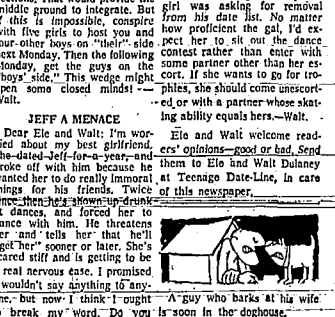 middle ground to integrate. But
if this is impossible, conspire
with five girls to host you and
four other boys on "their" side
next Monday. Then the following
Monday, get the guys on the
"boys' side." This wedge might
open some closed minds! —
Walt.
JEFF A MENACE
Dear Ele and Walt: I'm wor-
ried about my best girlfriend.
She dated Jeff for a year, and
broke off with him because he
wanted her to do really immoral
things for his friends. Twice
since then he's shown up drunk
at dances, and forced her to
dance with him. He threatens
her and tells her that he'll
"get her" sooner or later. She's
scared stiff and is getting to be
a real nervous case. I promised
I wouldn't say anything to any-
one, but now I think I ought
to break my word. Do you
girl was asking for removal
from his date list. No matter
how proficient the gal, I'd ex-
pect her to sit out the dance
contest rather than enter with
some partner other than her es-
cort. If she wants to go for tro-
phies, she should come unescort-
ed or with a partner whose skat-
ing ability equals hers.—Walt.
Ele and Walt welcome read-
ers' opinions—good or bad. Send
them to Ele and Walt Dulaney
at Teenage Date-Line, in care
of this newspaper.
A guy who barks at his wife
is soon in the doghouse.